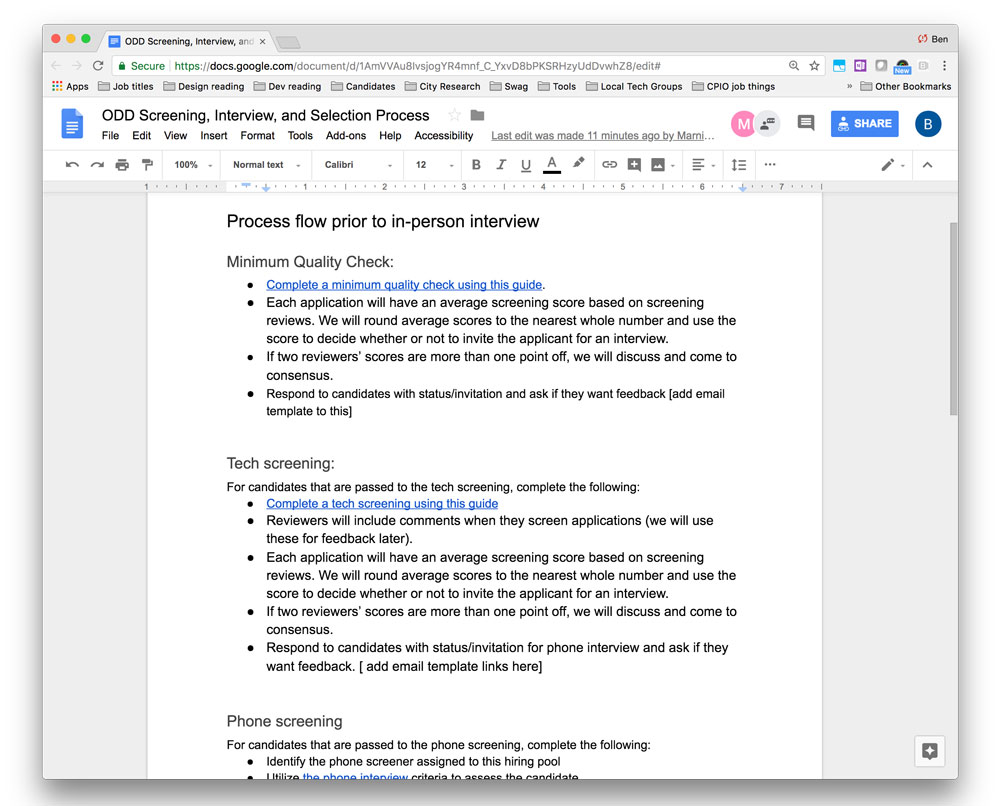 ODD Screening, Interview, and
Ben
Secure https://docs.google.com/document/d/1AmVVAu8IvsjogYR4mnf_C_YxvD8bPKSRHzyUdDvwhZ8/edit#
New
Apps Job titles Design reading Dev reading Candidates City Research Swag Tools Local Tech Groups CPIO job things » Other Bookmarks
ODD Screening, Interview, and Selection Process
File Edit View Insert Format Tools Add-ons Help Accessibility Last edit was made 11 minutes ago by Marni...
M SHARE B
100% Normal text Calibri 12 B I U A
1 1 2 3 4 5 6 7
Process flow prior to in-person interview
Minimum Quality Check:
● Complete a minimum quality check using this guide.
● Each application will have an average screening score based on screening
reviews. We will round average scores to the nearest whole number and use the
score to decide whether or not to invite the applicant for an interview.
● If two reviewers' scores are more than one point off, we will discuss and come to
consensus.
● Respond to candidates with status/invitation and ask if they want feedback [add email
template to this]
Tech screening:
For candidates that are passed to the tech screening, complete the following:
● Complete a tech screening using this guide
● Reviewers will include comments when they screen applications (we will use
these for feedback later).
● Each application will have an average screening score based on screening
reviews. We will round average scores to the nearest whole number and use the
score to decide whether or not to invite the applicant for an interview.
● If two reviewers' scores are more than one point off, we will discuss and come to
consensus.
● Respond to candidates with status/invitation for phone interview and ask if they
want feedback. [ add email template links here]
Phone screening
For candidates that are passed to the phone screening, complete the following:
● Identify the phone screener assigned to this hiring pool
● Utilize the phone interview criteria to assess the candidate